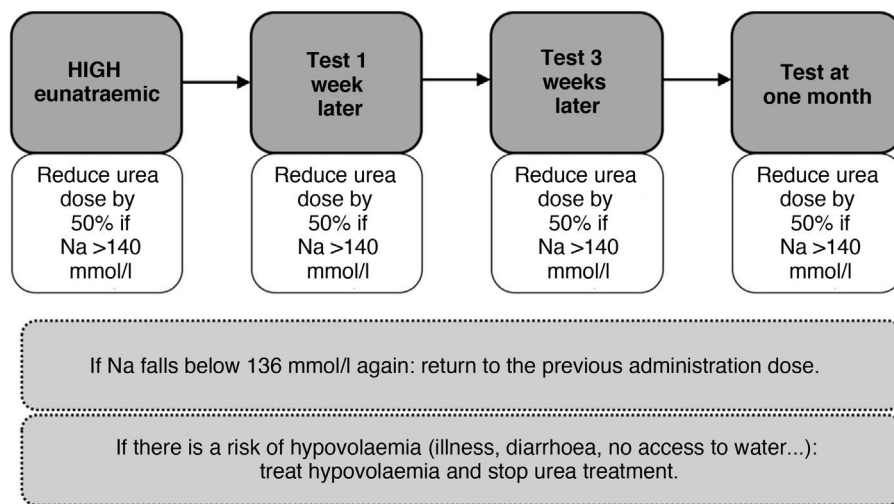 HIGH
eunatraemic
Test 1
week
later
Test 3
weeks
later
Test at
one month
Reduce urea
dose by
50% if
Na >140
mmol/l
Reduce urea
dose by
50% if
Na >140
mmol/l
Reduce urea
dose by
50% if
Na >140
mmol/l
Reduce urea
dose by
50% if
Na >140
mmol/l
If Na falls below 136 mmol/l again: return to the previous administration dose.
If there is a risk of hypovolaemia (illness, diarrhoea, no access to water...):
treat hypovolaemia and stop urea treatment.